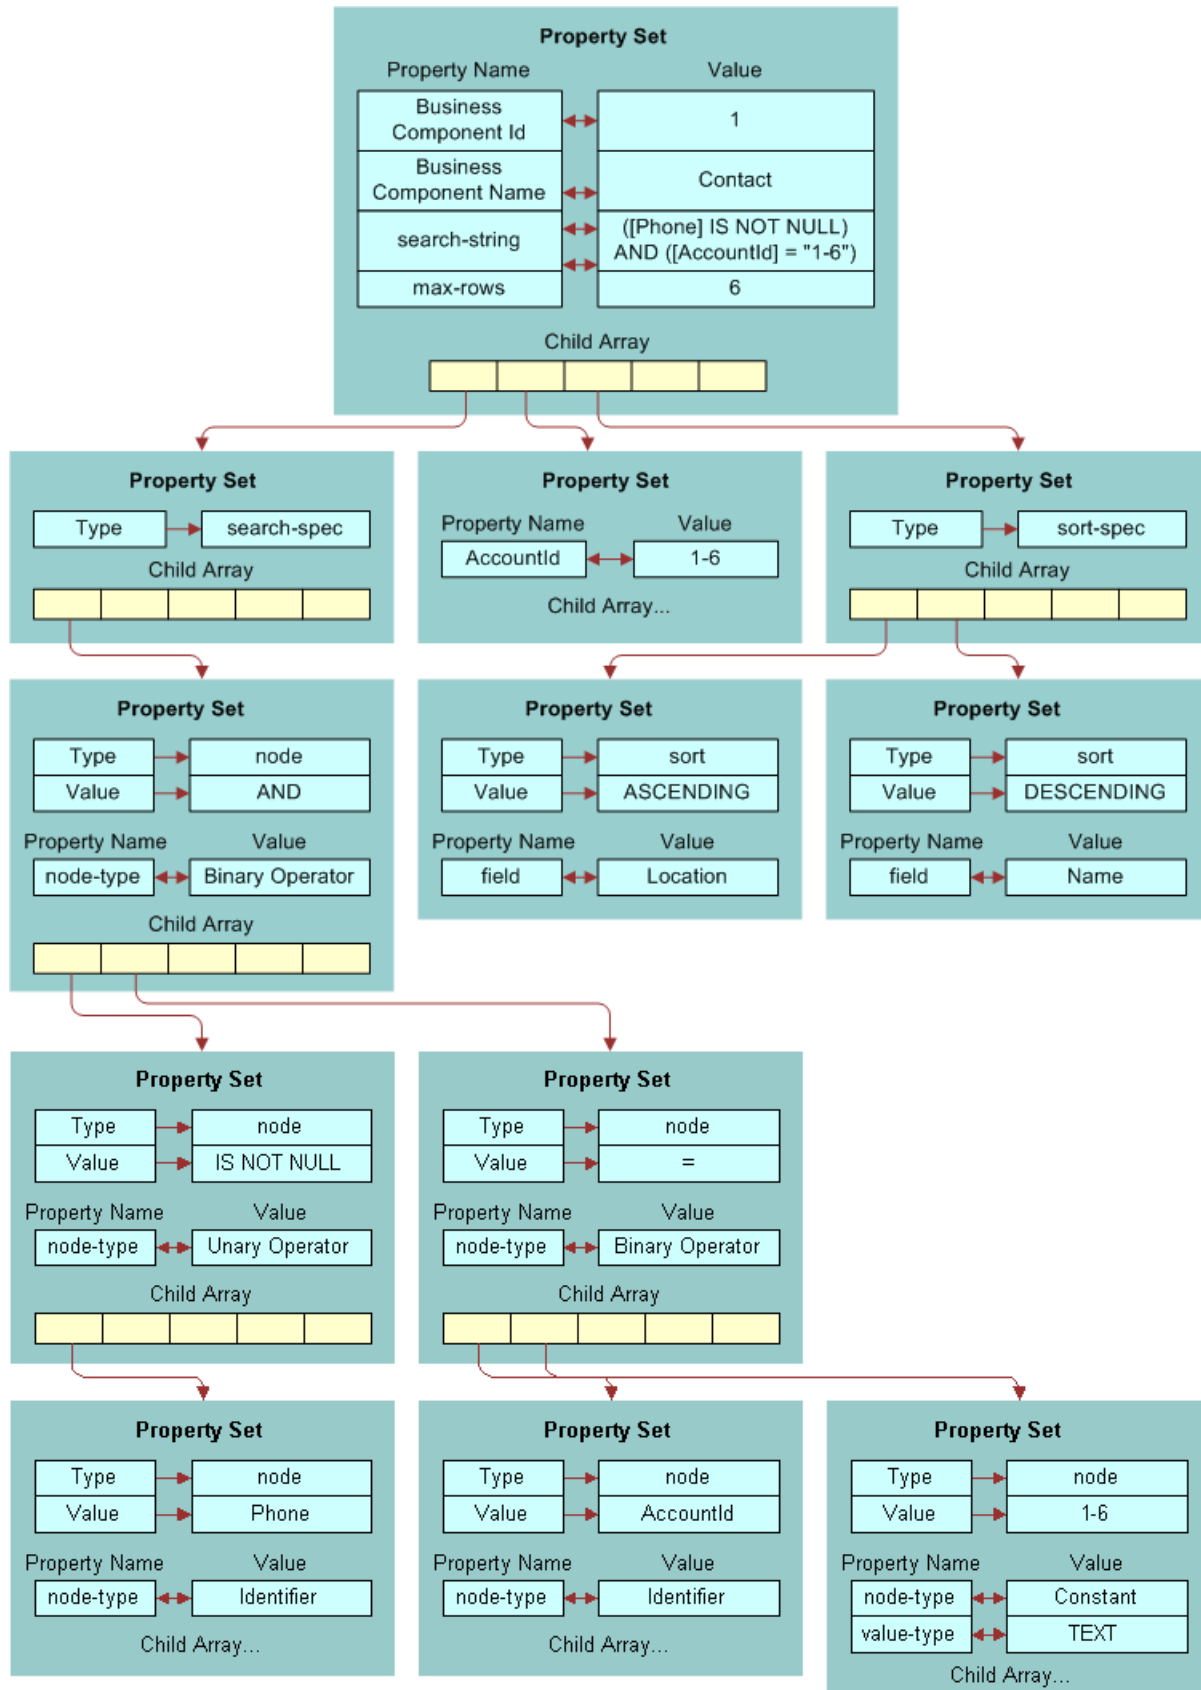 Property Set
Property Name Value
Business
Component Id
1
Business
Component Name
Contact
search-string
([Phone] IS NOT NULL)
AND ([AccountId] = "1-6")
max-rows 6
Child Array
Property Set
Type search-spec
Child Array
Property Set
Property Name Value
AccountId 1-6
Child Array...
Property Set
Type sort-spec
Child Array
Property Set
Type node
Value AND
Property Name Value
node-type Binary Operator
Child Array
Property Set
Type sort
Value ASCENDING
Property Name Value
field Location
Property Set
Type sort
Value DESCENDING
Property Name Value
field Name
Property Set
Type node
Value IS NOT NULL
Property Name Value
node-type Unary Operator
Child Array
Property Set
Type node
Value =
Property Name Value
node-type Binary Operator
Child Array
Property Set
Type node
Value Phone
Property Name Value
node-type Identifier
Child Array...
Property Set
Type node
Value AccountId
Property Name Value
node-type Identifier
Child Array...
Property Set
Type node
Value 1-6
Property Name Value
node-type Constant
value-type TEXT
Child Array...